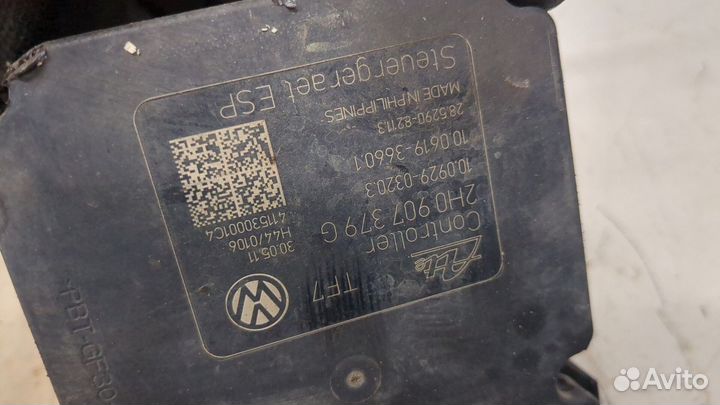 Ate
TF7
Controller
2H0 907 379 G
10.0929-0320.3
10.0619-3660.1
28.5290-8211.3
MADE IN PHILIPPINES
Steuergeraet ESP
30.05.11
H44/0106
411530001C4
>PBT-GF30
Avito